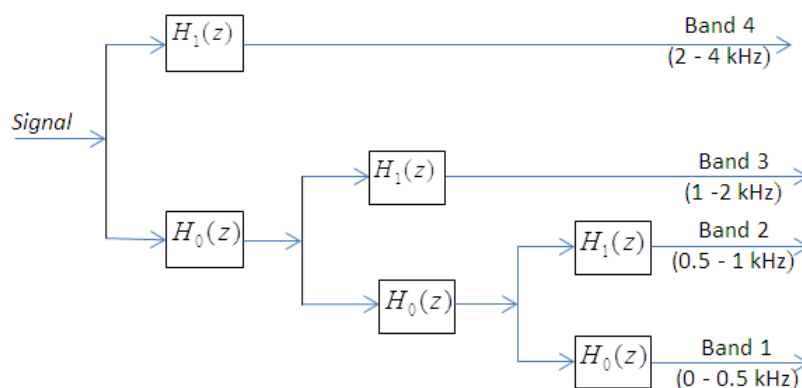 H₁(z)
Band 4
(2 - 4 kHz)
Signal
H₁(z)
Band 3
(1 -2 kHz)
H₀(z)
H₁(z)
Band 2
(0.5 - 1 kHz)
H₀(z)
H₀(z)
Band 1
(0 - 0.5 kHz)